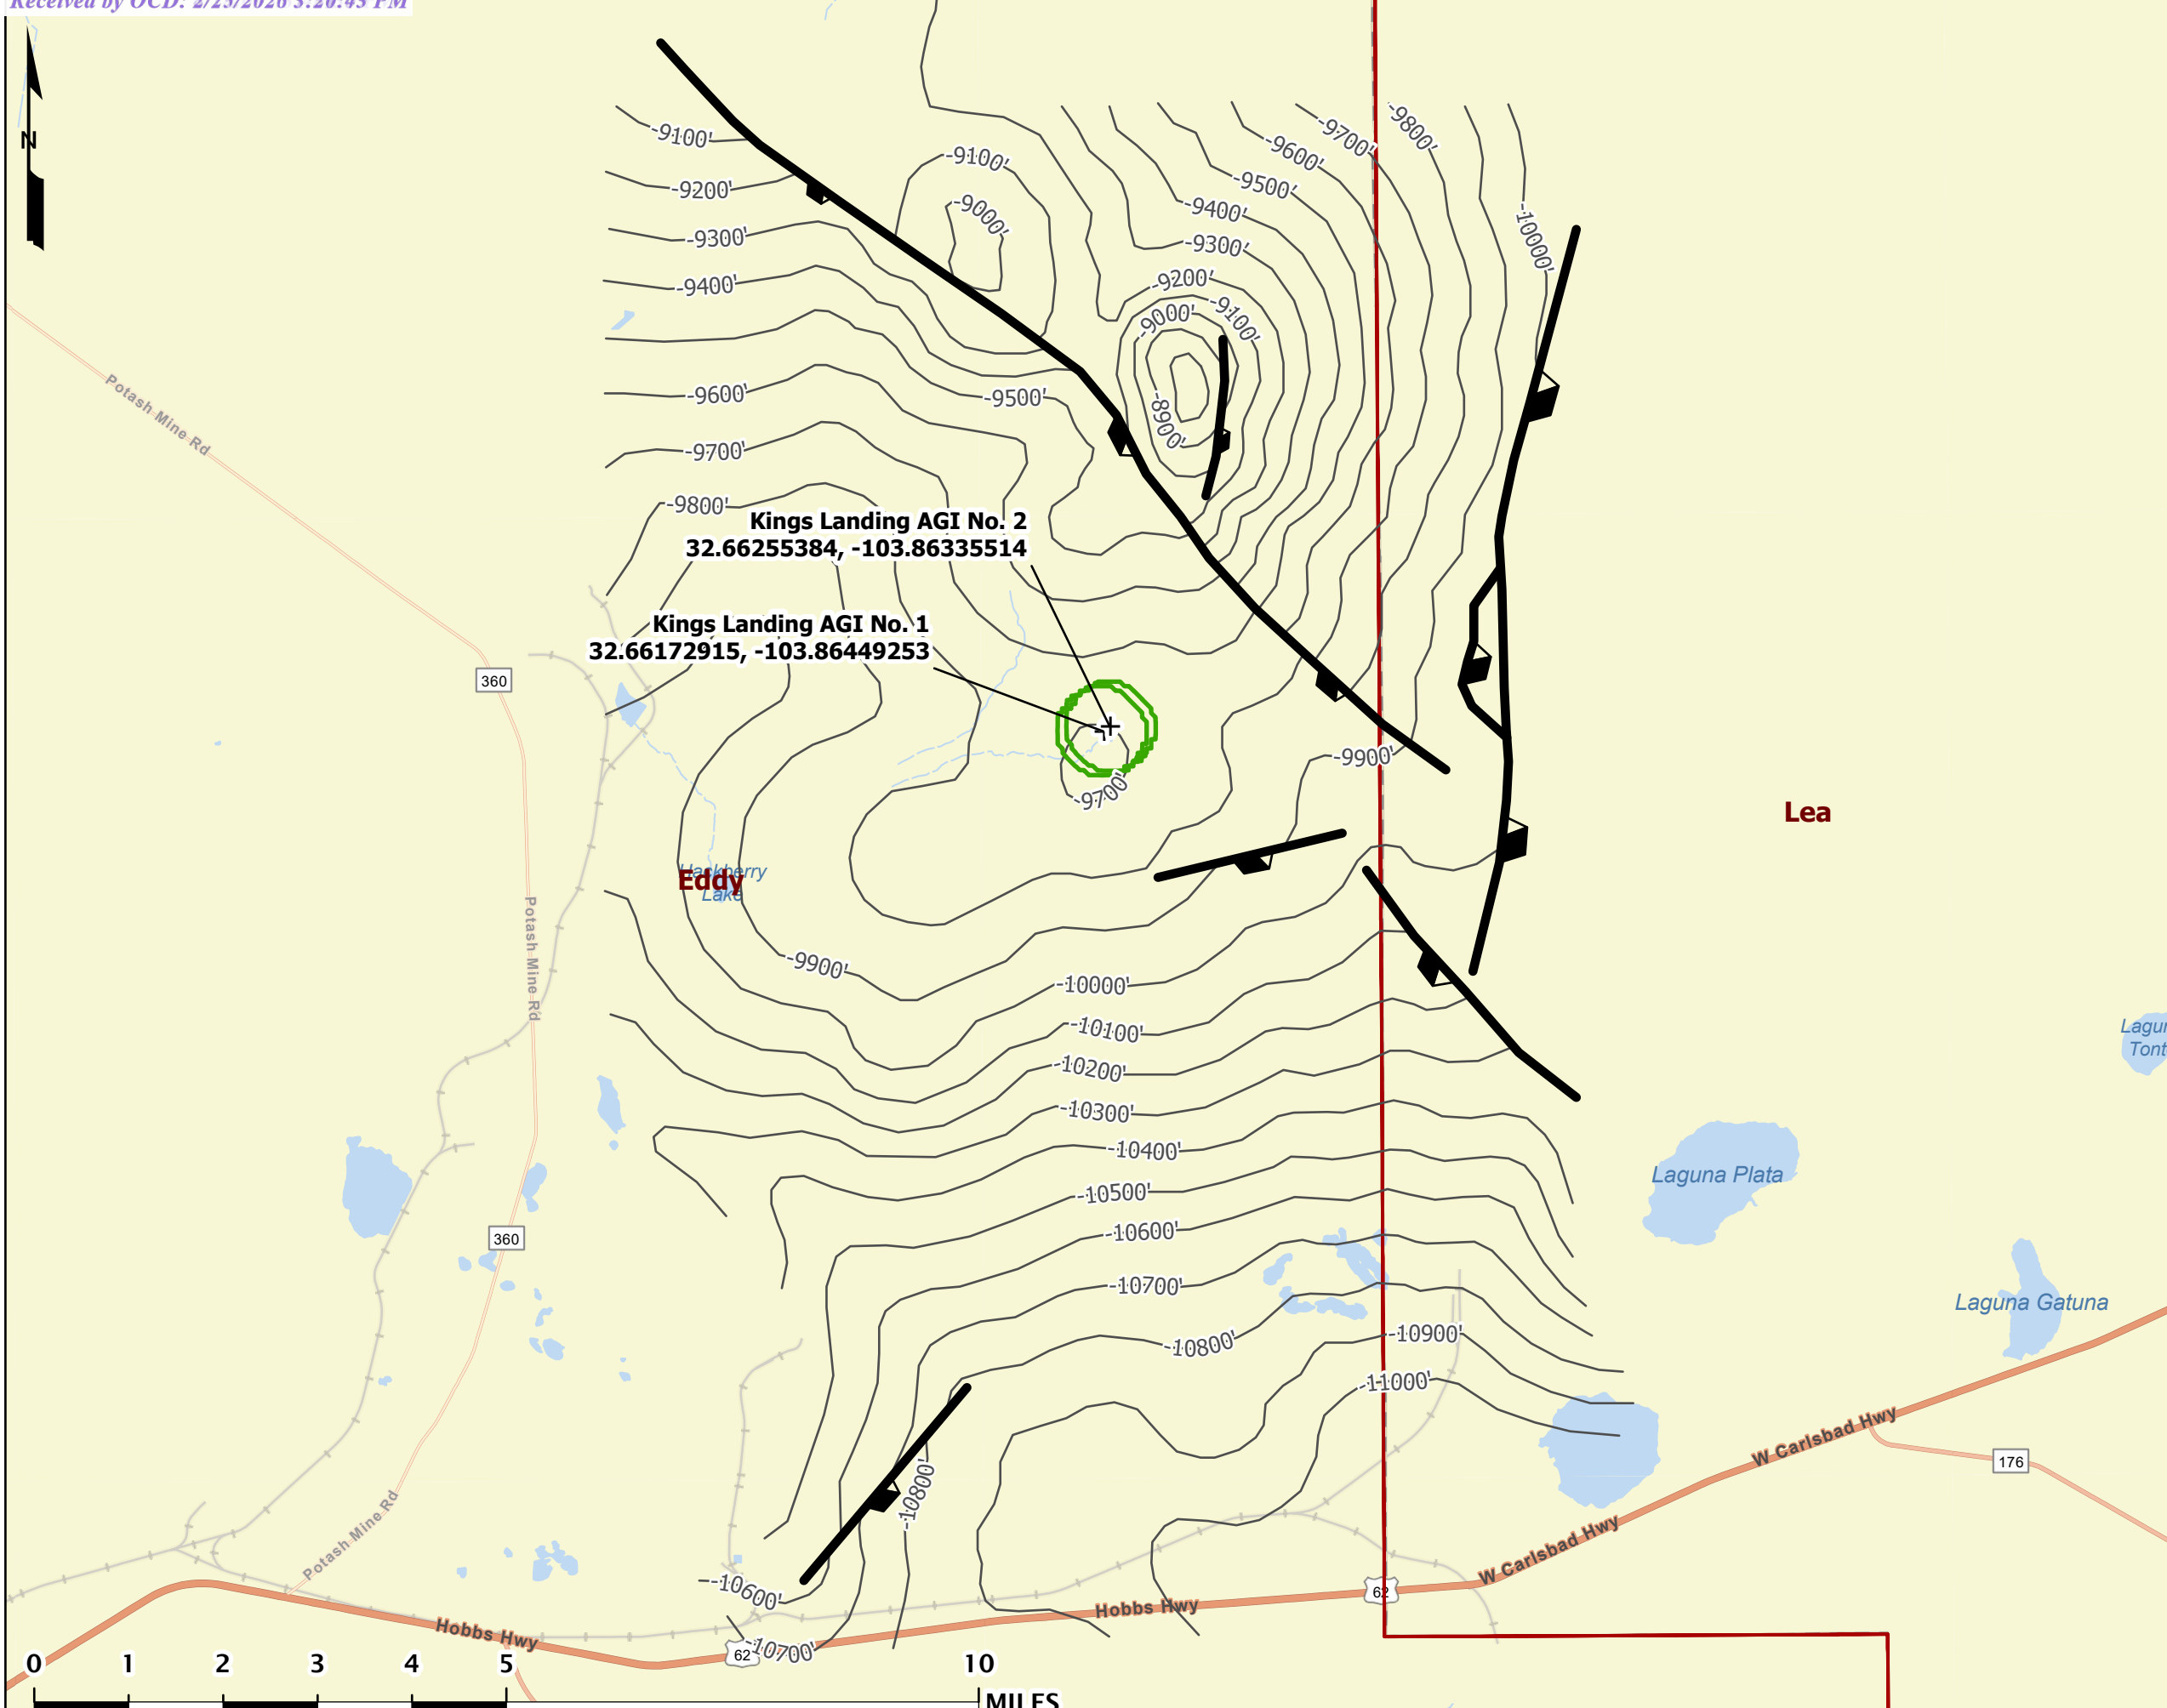 Received by OCD: 2/25/2026 3:20:45 PM
N
-9100'
-9200'
-9300'
-9400'
-9600'
-9700'
-9800'
-9100'
-9000'
-9500'
-9800'
-9700'
-9600'
-9500'
-9400'
-9300'
-9200'
-9100'
-9000'
-8900'
-10000'
Potash Mine Rd
Kings Landing AGI No. 2
32.66255384, -103.86335514
Kings Landing AGI No. 1
32.66172915, -103.86449253
360
-9700'
-9900'
Lea
Hackberry
Lake
Eddy
Potash Mine Rd
-9900'
-10000'
-10100'
-10200'
-10300'
-10400'
-10500'
-10600'
-10700'
-10800'
-10900'
-11000'
Laguna Plata
Laguna Gatuna
360
W Carlsbad Hwy
176
W Carlsbad Hwy
Potash Mine Rd
-10800'
-10600'
-10700'
Hobbs Hwy
62
Hobbs Hwy
62
0 1 2 3 4 5 10
MILES